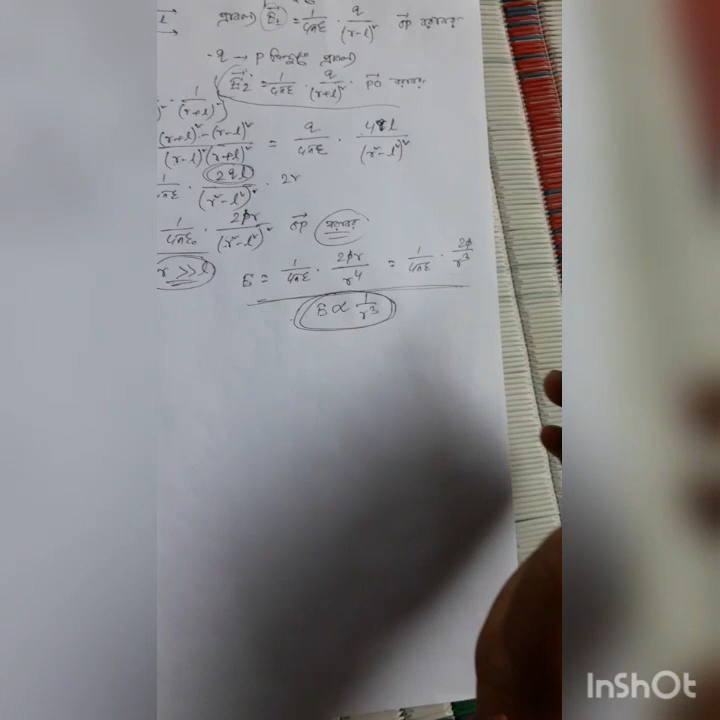 প্রাবল্য E₁ = 1/4πε · q/(r-l)² OP বরাবর
-q → P বিন্দুতে প্রাবল্য
E₂ = 1/4πε · q/(r+l)² · PO বরাবর
1/(r+l)²
(r+l)² - (r-l)² / (r-l)²(r+l)² = q/4πε · 4rl/(r²-l²)²
2ql/(r²-l²)² · 2r
1/4πε₀ · 2pr/(r²-l²)² OP বরাবর
r >> l
E = 1/4πε · 2pr/r⁴ = 1/4πε · 2p/r³
E ∝ 1/r³
InShOt